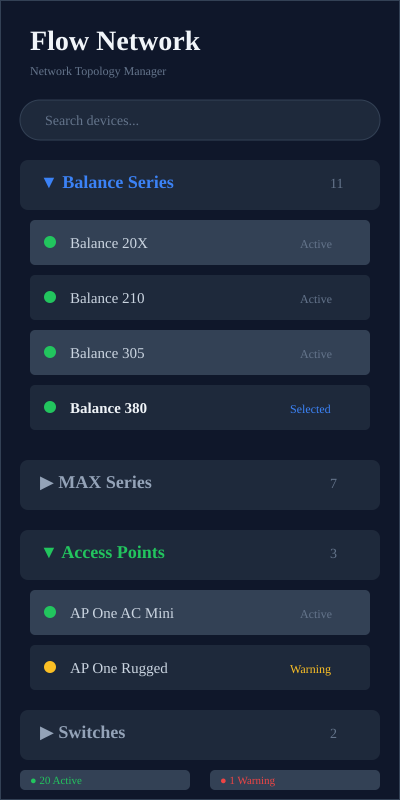 Flow Network
Network Topology Manager
Search devices...
▼ Balance Series 11
Balance 20X Active
Balance 210 Active
Balance 305 Active
Balance 380 Selected
▶ MAX Series 7
▼ Access Points 3
AP One AC Mini Active
AP One Rugged Warning
▶ Switches 2
● 20 Active ● 1 Warning